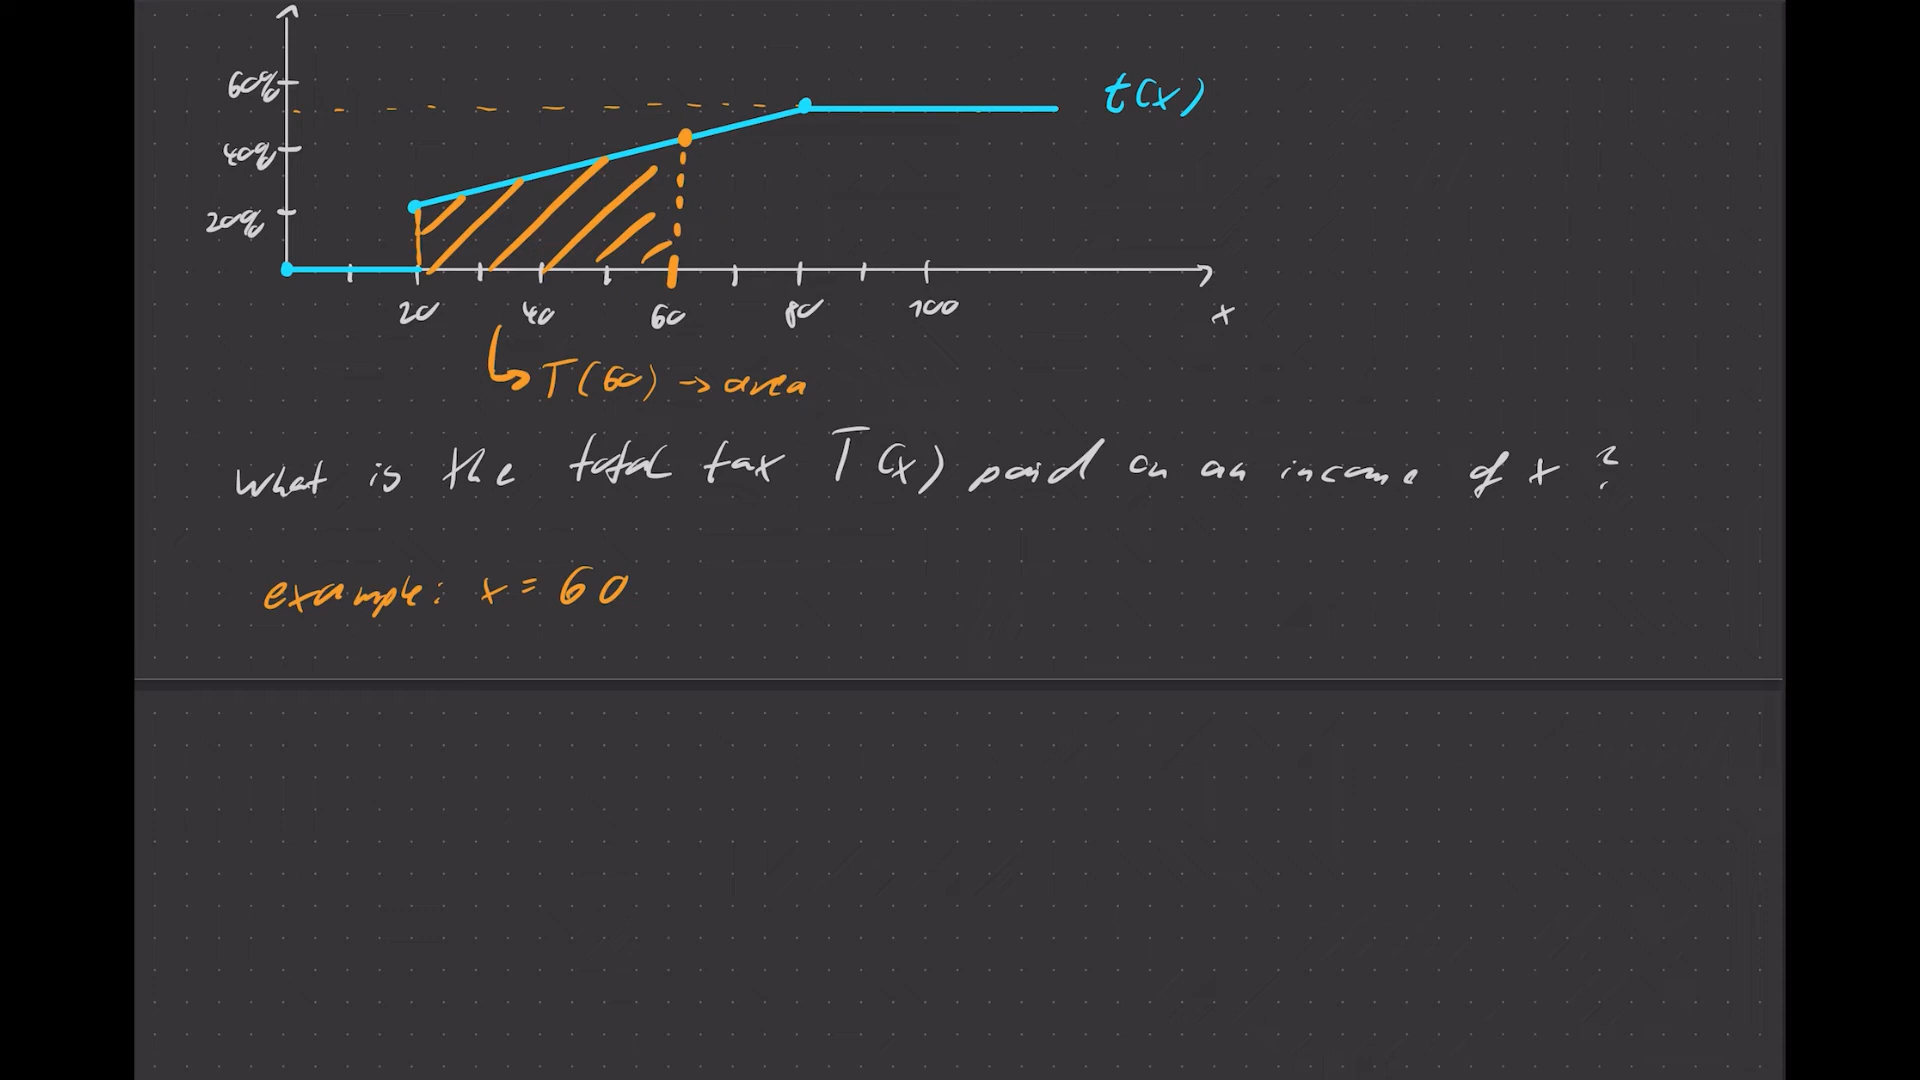 60%
t(x)
40%
20%
20 40 60 80 100 x
T(60) → area
What is the total tax T(x) paid on an income of x ?
example: x = 60